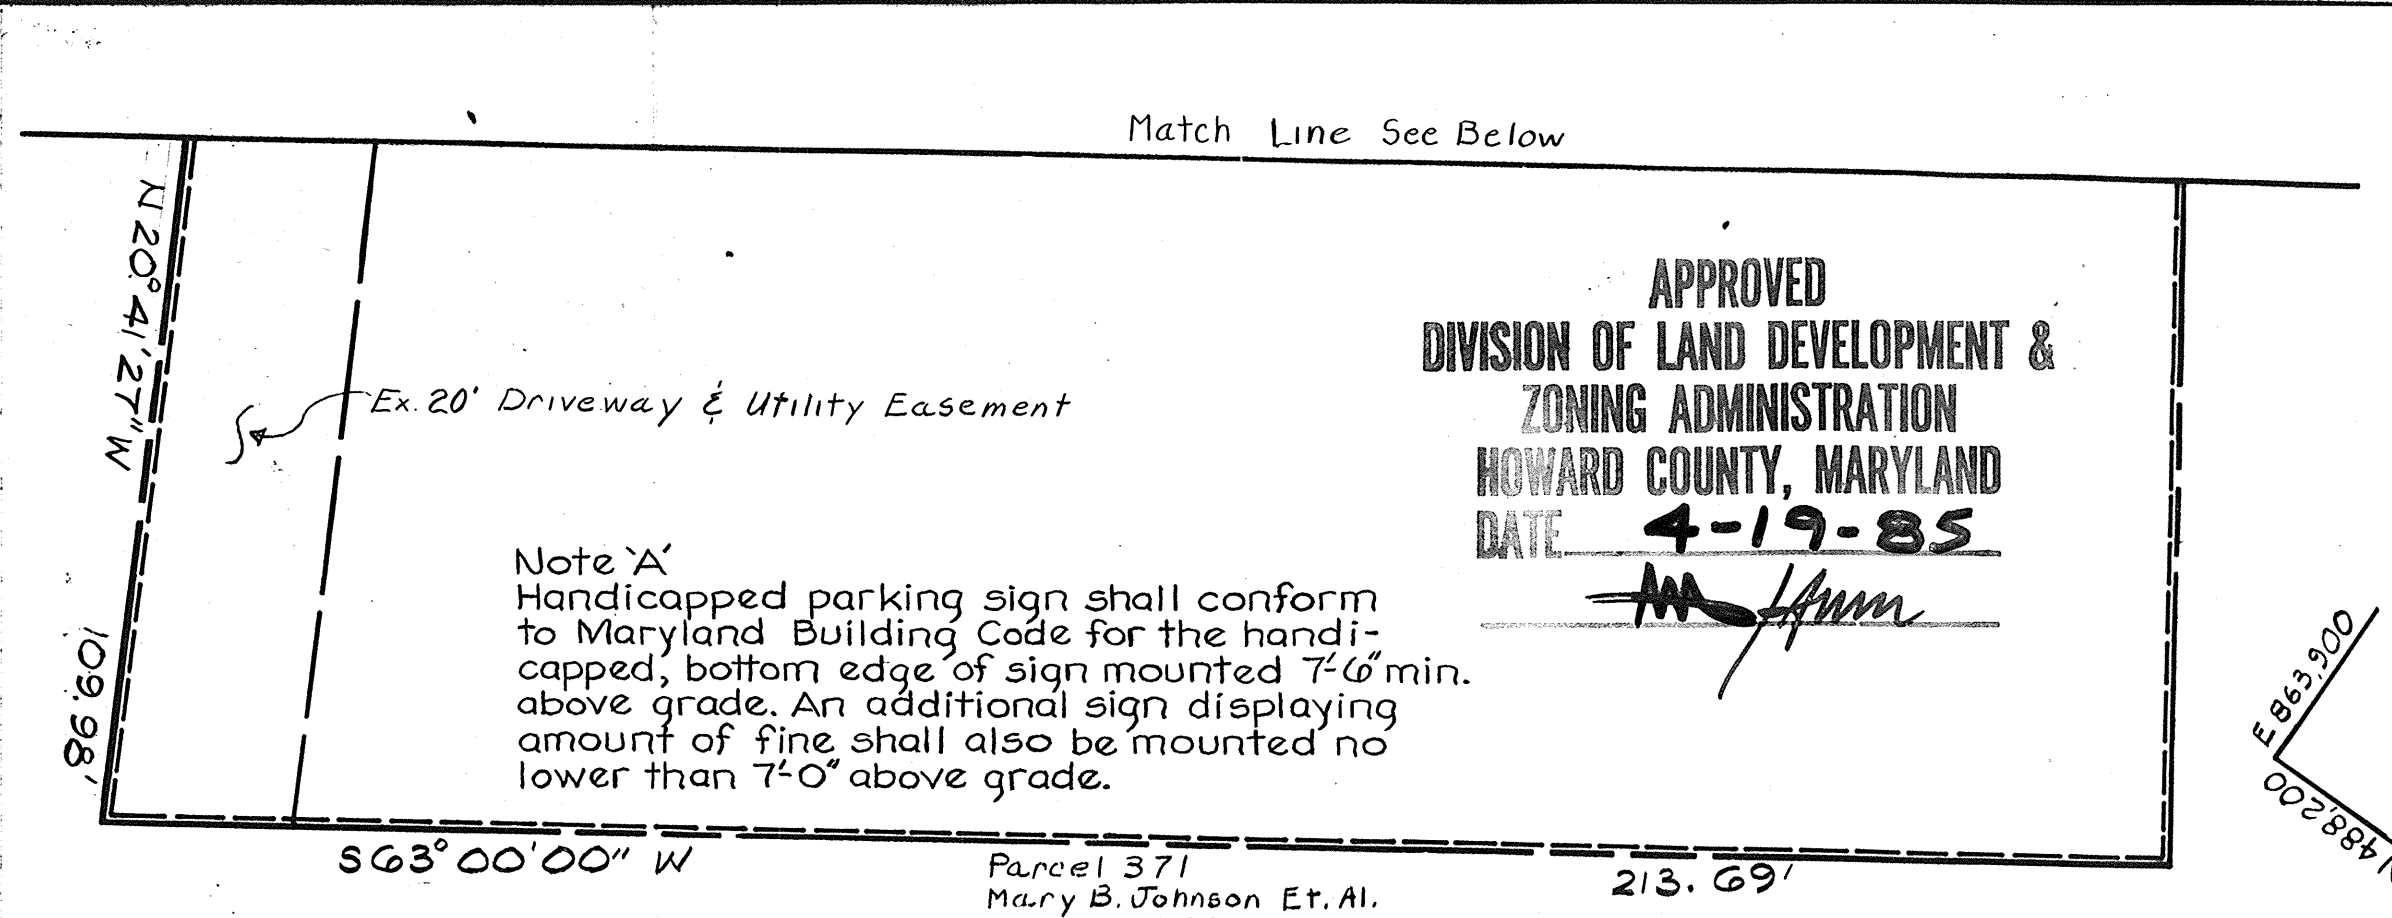 Match Line See Below
N 20° 41' 27" W
109.98'
Ex. 20' Driveway & Utility Easement
APPROVED
DIVISION OF LAND DEVELOPMENT &
ZONING ADMINISTRATION
HOWARD COUNTY, MARYLAND
DATE 4-19-85
Note 'A'
Handicapped parking sign shall conform
to Maryland Building Code for the handi-
capped, bottom edge of sign mounted 7'-6" min.
above grade. An additional sign displaying
amount of fine shall also be mounted no
lower than 7'-0" above grade.
E 863,900
N 488,200
S 63° 00' 00" W
213.69'
Parcel 371
Mary B. Johnson Et. Al.